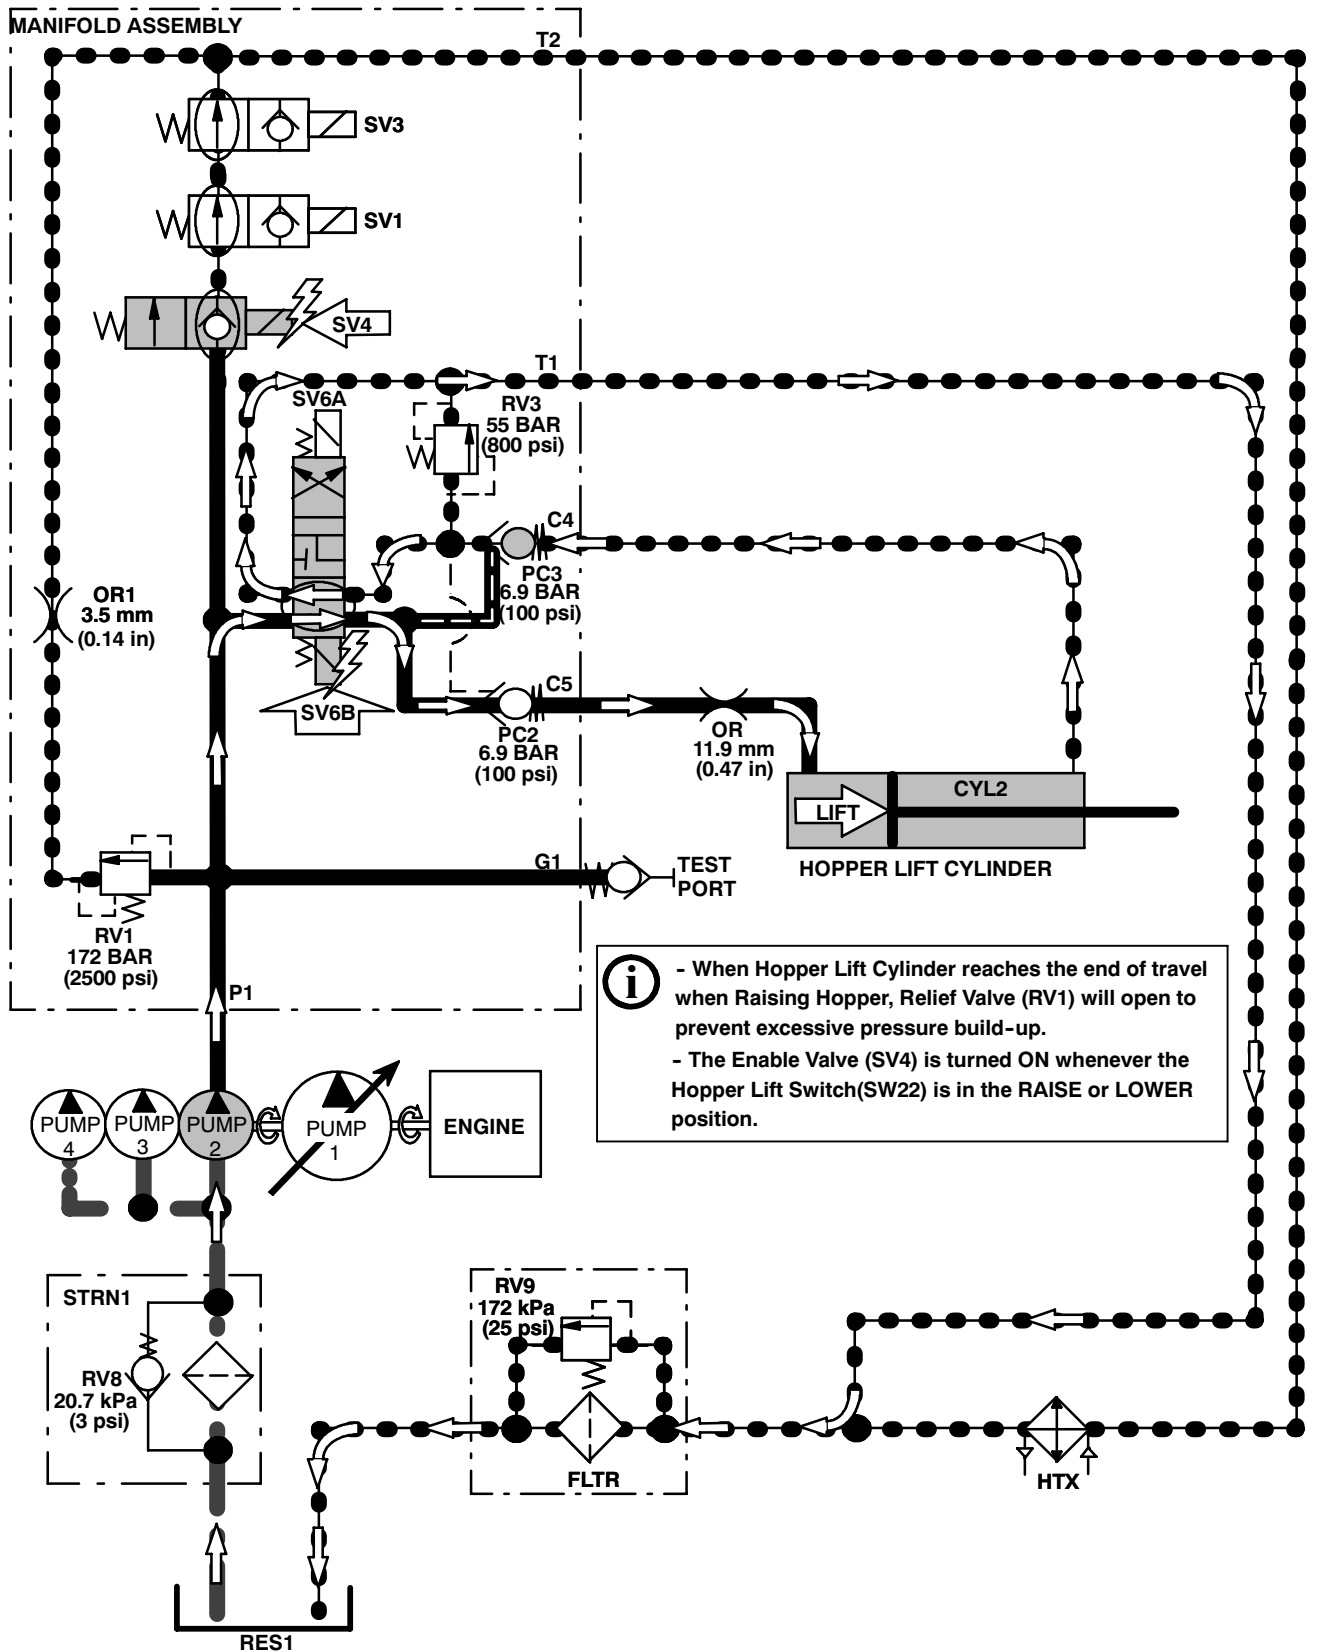 MANIFOLD ASSEMBLY
T2
SV3
SV1
SV4
T1
SV6A
RV3
55 BAR
(800 psi)
C4
PC3
6.9 BAR
(100 psi)
OR1
3.5 mm
(0.14 in)
SV6B
C5
PC2
6.9 BAR
(100 psi)
OR
11.9 mm
(0.47 in)
CYL2
LIFT
HOPPER LIFT CYLINDER
G1
TEST
PORT
RV1
172 BAR
(2500 psi)
P1
- When Hopper Lift Cylinder reaches the end of travel
when Raising Hopper, Relief Valve (RV1) will open to
prevent excessive pressure build-up.
- The Enable Valve (SV4) is turned ON whenever the
Hopper Lift Switch(SW22) is in the RAISE or LOWER
position.
i
PUMP
4
PUMP
3
PUMP
2
PUMP
1
ENGINE
STRN1
RV8
20.7 kPa
(3 psi)
RV9
172 kPa
(25 psi)
FLTR
HTX
RES1